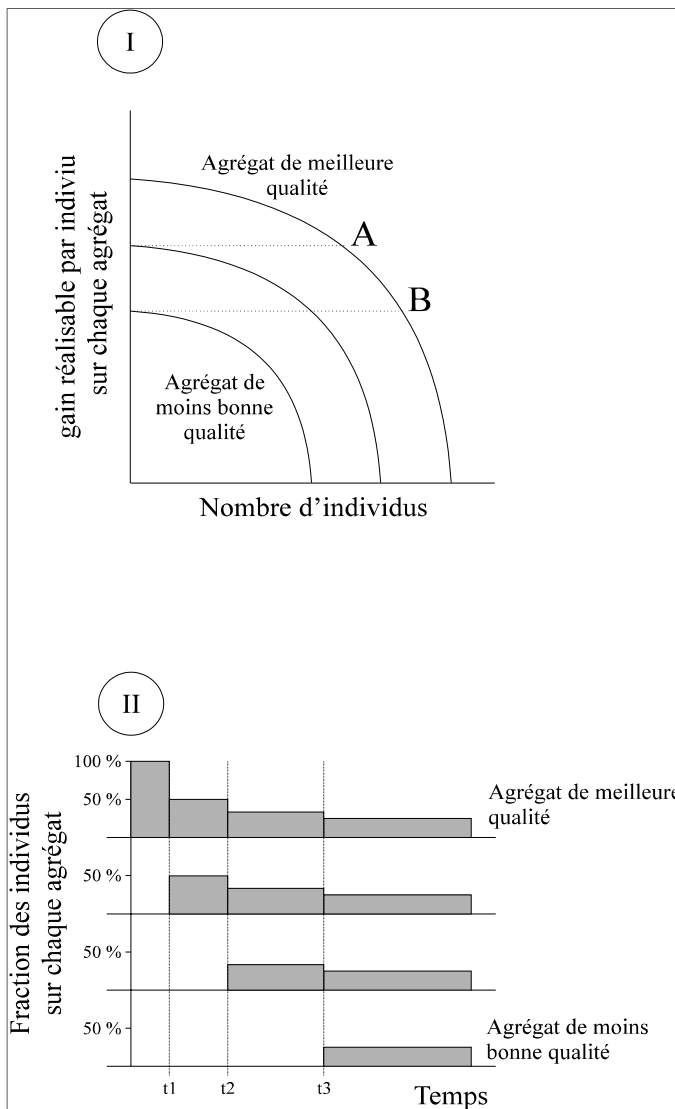 I
gain réalisable par indiviu
sur chaque agrégat
Agrégat de meilleure
qualité
A
B
Agrégat de
moins bonne
qualité
Nombre d’individus
II
Fraction des individus
sur chaque agrégat
100 %
50 %
Agrégat de meilleure
qualité
50 %
50 %
50 %
Agrégat de moins
bonne qualité
t1 t2 t3
Temps